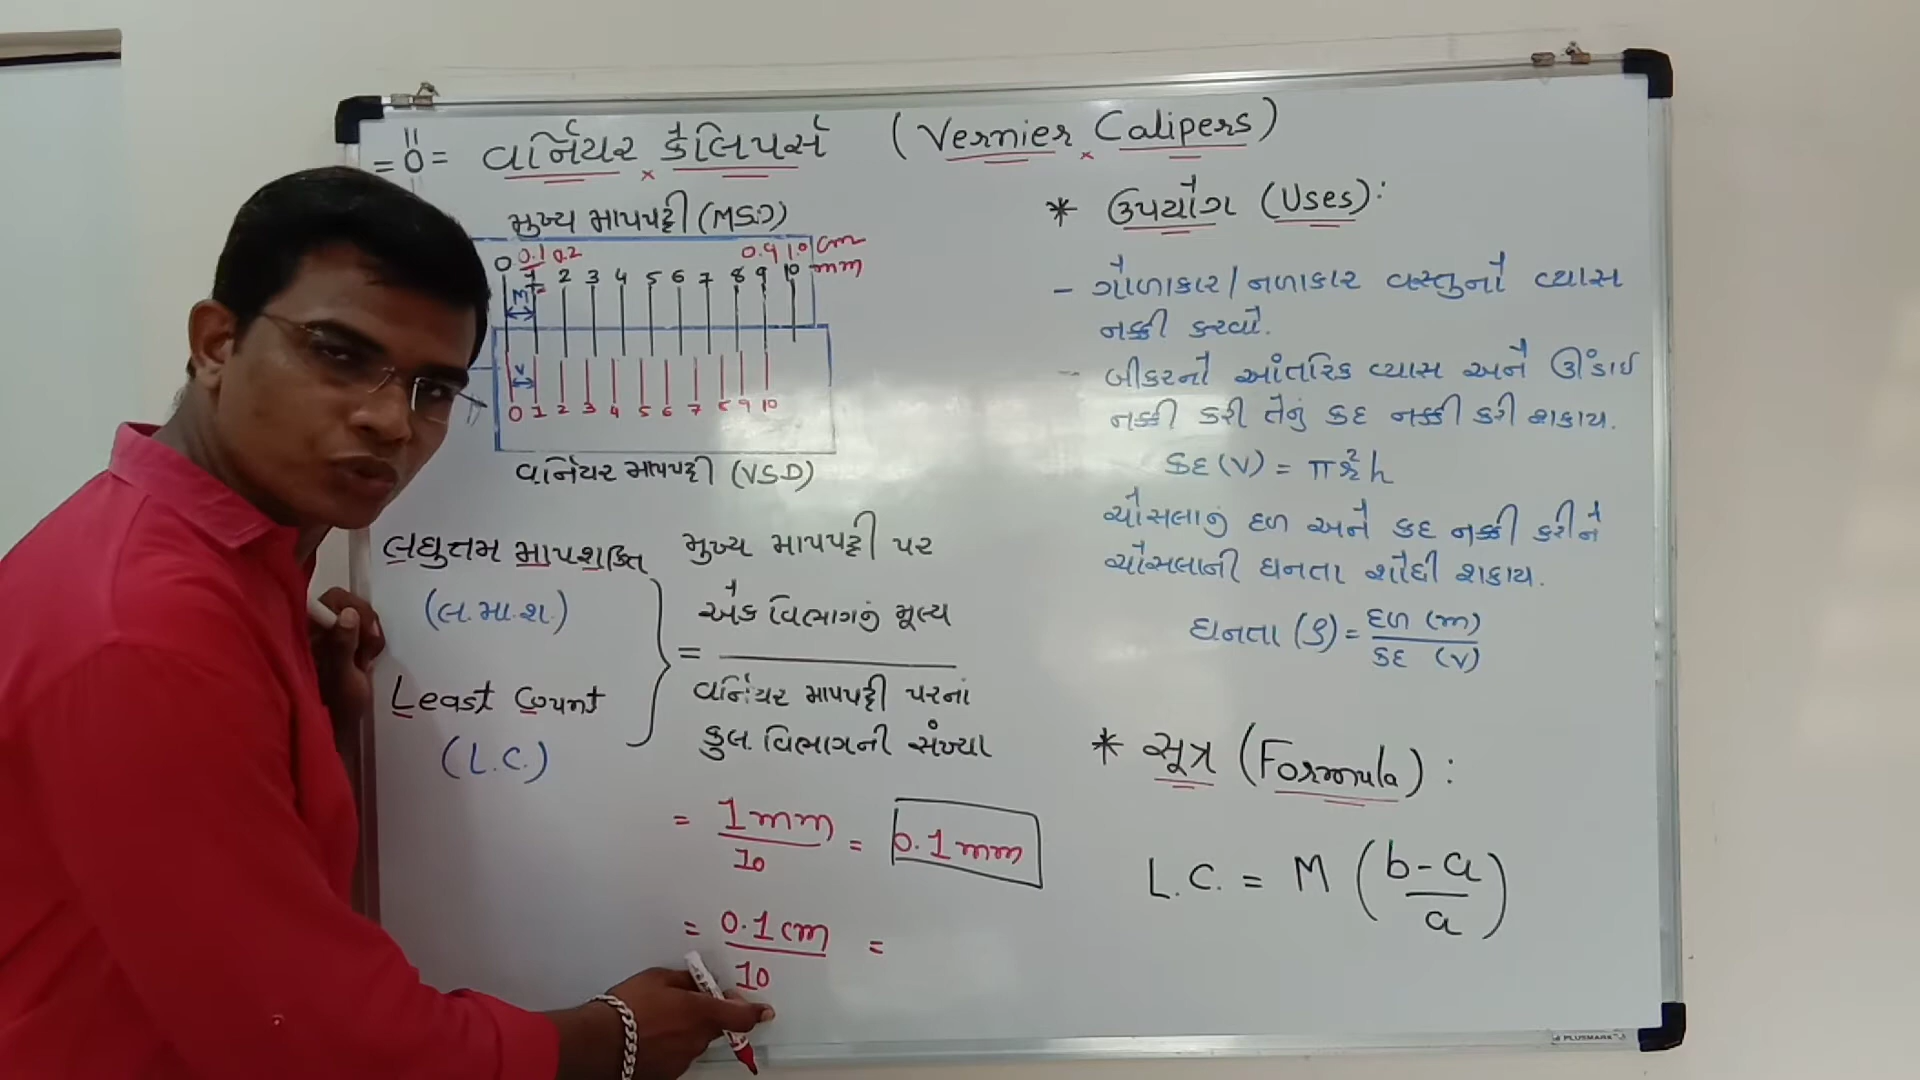 = 0 = વર્નિયર કૅલિપર્સ (Vernier × Calipers)
મુખ્ય માપપટ્ટી (MSD)
0.1 0.2 0.9 1.0 cm
0 1 2 3 4 5 6 7 8 9 10 mm
M
V
0 1 2 3 4 5 6 7 8 9 10
વર્નિયર માપપટ્ટી (VSD)
લઘુત્તમ માપશક્તિ
(લ.મા.શ.)
Least Count
(L.C.)
મુખ્ય માપપટ્ટી પર
એક વિભાગનું મૂલ્ય
=
વર્નિયર માપપટ્ટી પરનાં
કુલ વિભાગની સંખ્યા
= 1mm / 10 = 0.1mm
= 0.1cm / 10 =
* ઉપયોગ (Uses):
- ગોળાકાર/નળાકાર વસ્તુનો વ્યાસ
નક્કી કરવો.
- બીકરનો આંતરિક વ્યાસ અને ઊંડાઈ
નક્કી કરી તેનું કદ નક્કી કરી શકાય.
કદ (V) = πr²h
ચોસલાનું દળ અને કદ નક્કી કરીને
ચોસલાની ઘનતા શોધી શકાય.
ઘનતા (ρ) = દળ (m) / કદ (V)
* સૂત્ર (Formula) :
L.C. = M (b-a / a)
PLUSMARK